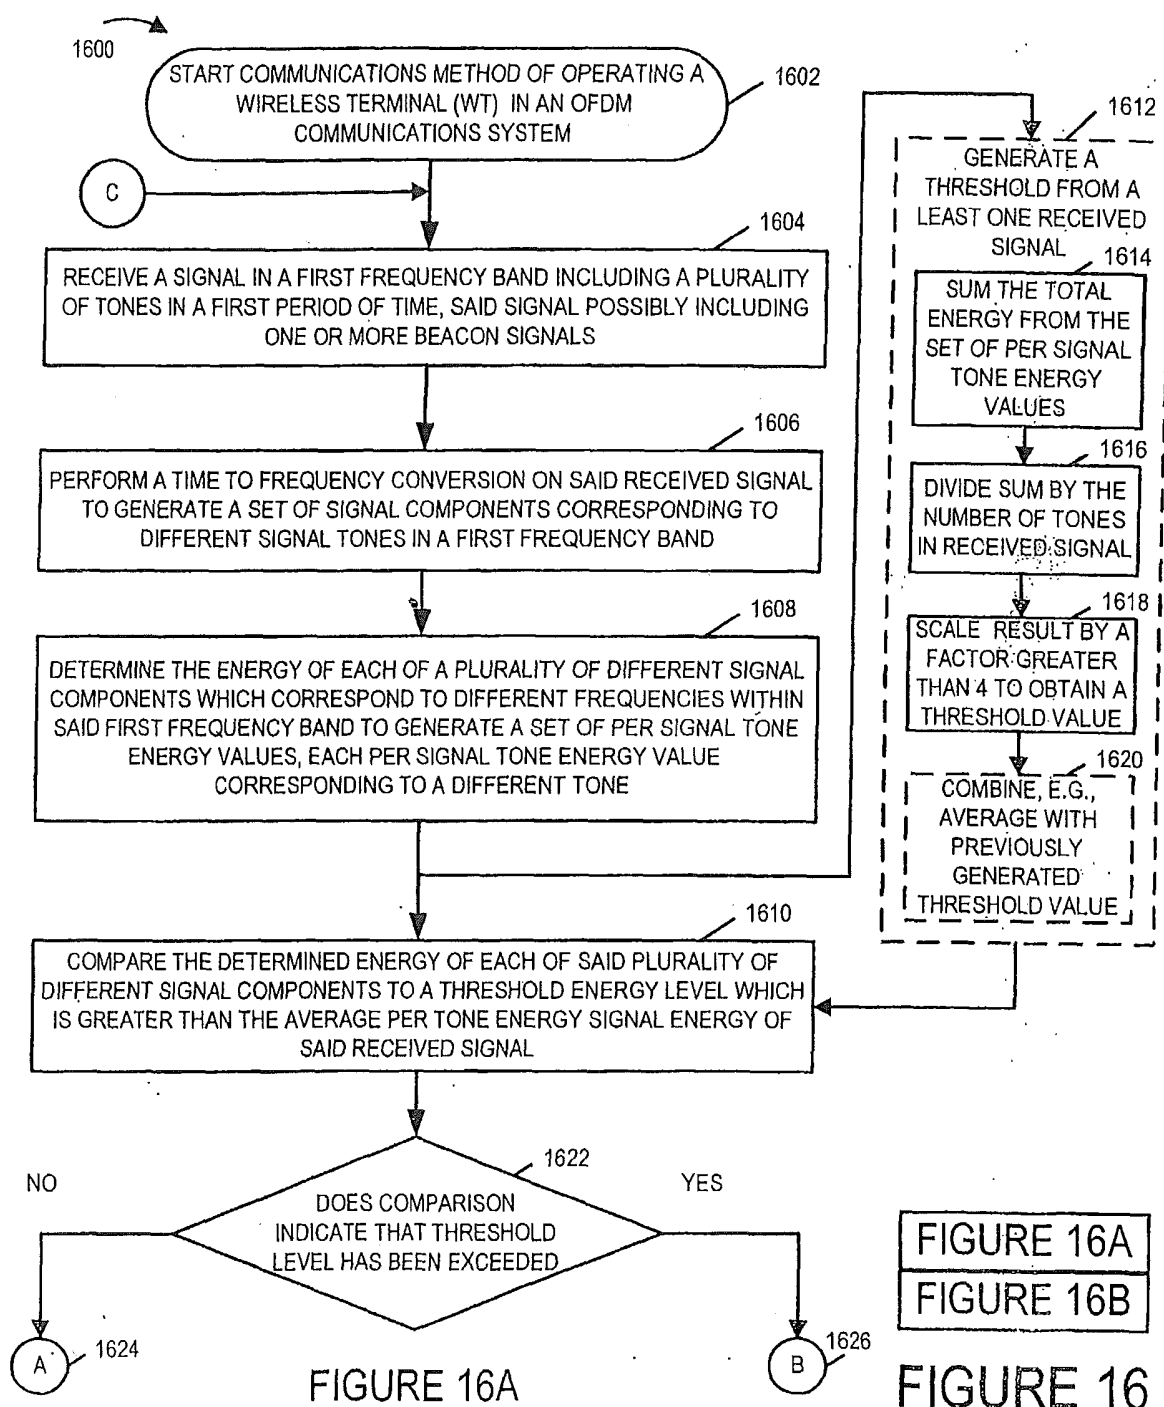 1600
START COMMUNICATIONS METHOD OF OPERATING A
WIRELESS TERMINAL (WT) IN AN OFDM
COMMUNICATIONS SYSTEM
1602
C
1604
RECEIVE A SIGNAL IN A FIRST FREQUENCY BAND INCLUDING A PLURALITY
OF TONES IN A FIRST PERIOD OF TIME, SAID SIGNAL POSSIBLY INCLUDING
ONE OR MORE BEACON SIGNALS
1606
PERFORM A TIME TO FREQUENCY CONVERSION ON SAID RECEIVED SIGNAL
TO GENERATE A SET OF SIGNAL COMPONENTS CORRESPONDING TO
DIFFERENT SIGNAL TONES IN A FIRST FREQUENCY BAND
1608
DETERMINE THE ENERGY OF EACH OF A PLURALITY OF DIFFERENT SIGNAL
COMPONENTS WHICH CORRESPOND TO DIFFERENT FREQUENCIES WITHIN
SAID FIRST FREQUENCY BAND TO GENERATE A SET OF PER SIGNAL TONE
ENERGY VALUES, EACH PER SIGNAL TONE ENERGY VALUE
CORRESPONDING TO A DIFFERENT TONE
1612
GENERATE A
THRESHOLD FROM A
LEAST ONE RECEIVED
SIGNAL
1614
SUM THE TOTAL
ENERGY FROM THE
SET OF PER SIGNAL
TONE ENERGY
VALUES
1616
DIVIDE SUM BY THE
NUMBER OF TONES
IN RECEIVED SIGNAL
1618
SCALE RESULT BY A
FACTOR GREATER
THAN 4 TO OBTAIN A
THRESHOLD VALUE
1620
COMBINE, E.G.,
AVERAGE WITH
PREVIOUSLY
GENERATED
THRESHOLD VALUE
1610
COMPARE THE DETERMINED ENERGY OF EACH OF SAID PLURALITY OF
DIFFERENT SIGNAL COMPONENTS TO A THRESHOLD ENERGY LEVEL WHICH
IS GREATER THAN THE AVERAGE PER TONE ENERGY SIGNAL ENERGY OF
SAID RECEIVED SIGNAL
1622
NO
YES
DOES COMPARISON
INDICATE THAT THRESHOLD
LEVEL HAS BEEN EXCEEDED
A
1624
B
1626
FIGURE 16A
FIGURE 16A
FIGURE 16B
FIGURE 16